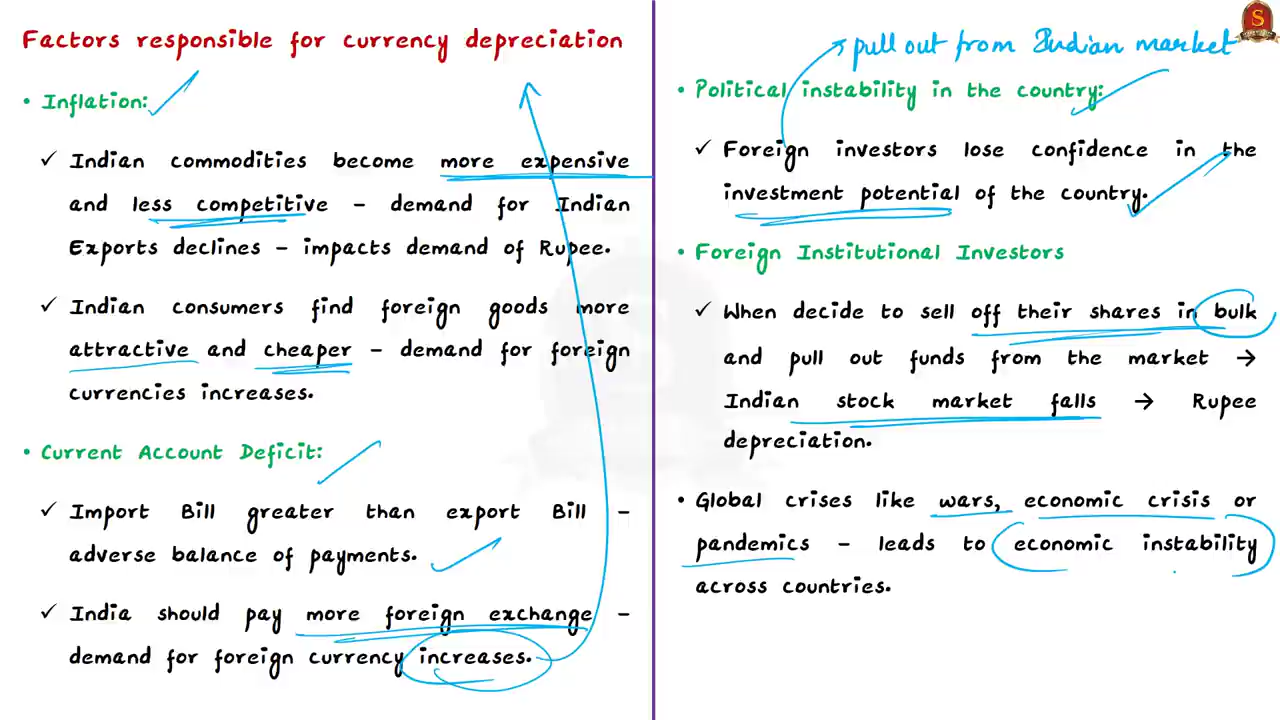 Factors responsible for currency depreciation
• Inflation:
✓ Indian commodities become more expensive
and less competitive – demand for Indian
Exports declines – impacts demand of Rupee.
✓ Indian consumers find foreign goods more
attractive and cheaper – demand for foreign
currencies increases.
• Current Account Deficit:
✓ Import Bill greater than export Bill –
adverse balance of payments.
✓ India should pay more foreign exchange –
demand for foreign currency increases.
pull out from Indian market
• Political instability in the country:
✓ Foreign investors lose confidence in the
investment potential of the country.
• Foreign Institutional Investors
✓ When decide to sell off their shares in bulk
and pull out funds from the market →
Indian stock market falls → Rupee
depreciation.
• Global crises like wars, economic crisis or
pandemics – leads to economic instability
across countries.